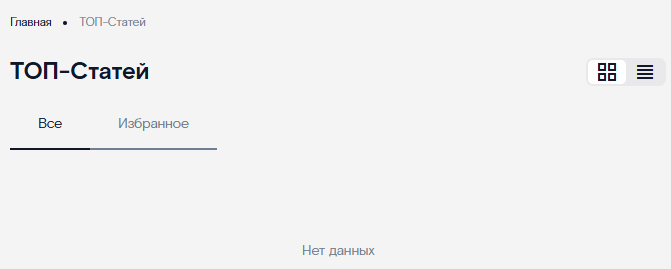 Главная • ТОП-Статей
ТОП-Статей
Все Избранное
Нет данных